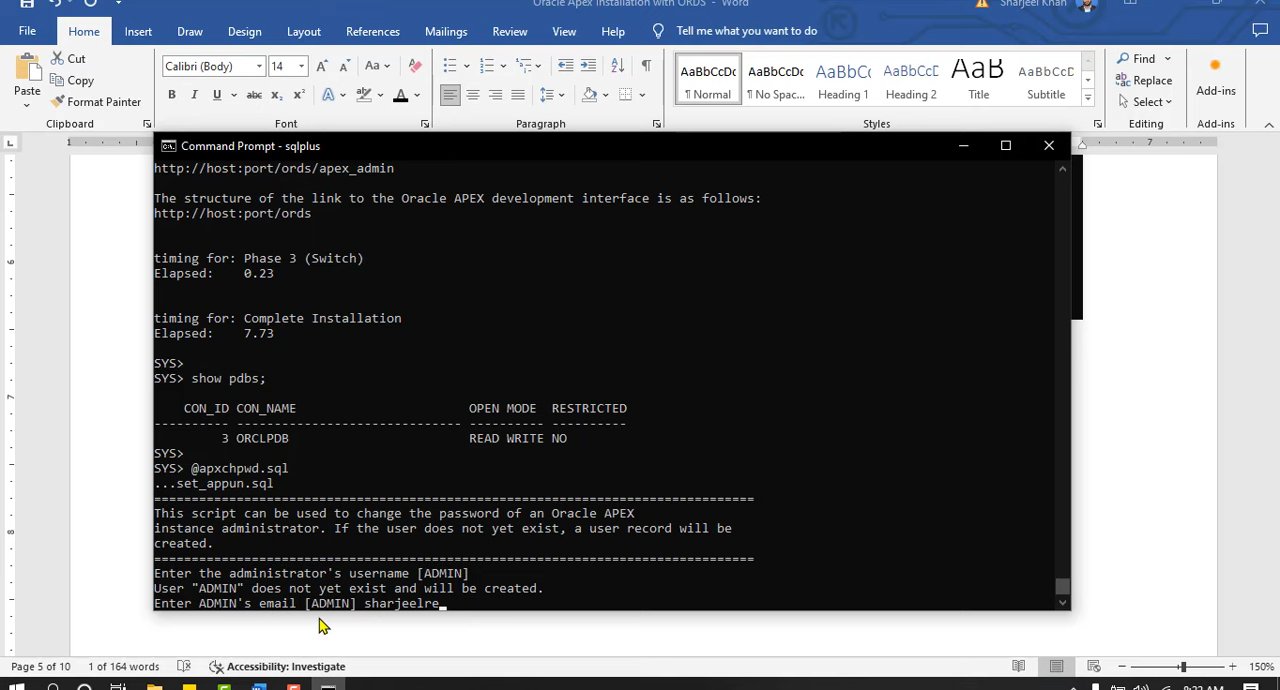 Oracle Apex Installation with ORDS - Word
Sharjeel Khan
File Home Insert Draw Design Layout References Mailings Review View Help Tell me what you want to do
Paste
Cut
Copy
Format Painter
Clipboard
Calibri (Body) 14
Font
Paragraph
AaBbCcDc AaBbCcDc AaBbCc AaBbCcD AaB AaBbCcD
¶ Normal ¶ No Spac... Heading 1 Heading 2 Title Subtitle
Styles
Find
Replace
Select
Editing
Add-ins
Add-ins
Command Prompt - sqlplus
http://host:port/ords/apex_admin
The structure of the link to the Oracle APEX development interface is as follows:
http://host:port/ords
timing for: Phase 3 (Switch)
Elapsed: 0.23
timing for: Complete Installation
Elapsed: 7.73
SYS>
SYS> show pdbs;
CON_ID CON_NAME OPEN MODE RESTRICTED
---------- ------------------------------ ---------- ----------
3 ORCLPDB READ WRITE NO
SYS>
SYS> @apxchpwd.sql
...set_appun.sql
================================================================================
This script can be used to change the password of an Oracle APEX
instance administrator. If the user does not yet exist, a user record will be
created.
================================================================================
Enter the administrator's username [ADMIN]
User "ADMIN" does not yet exist and will be created.
Enter ADMIN's email [ADMIN] sharjeelre_
Page 5 of 10 1 of 164 words Accessibility: Investigate 150%